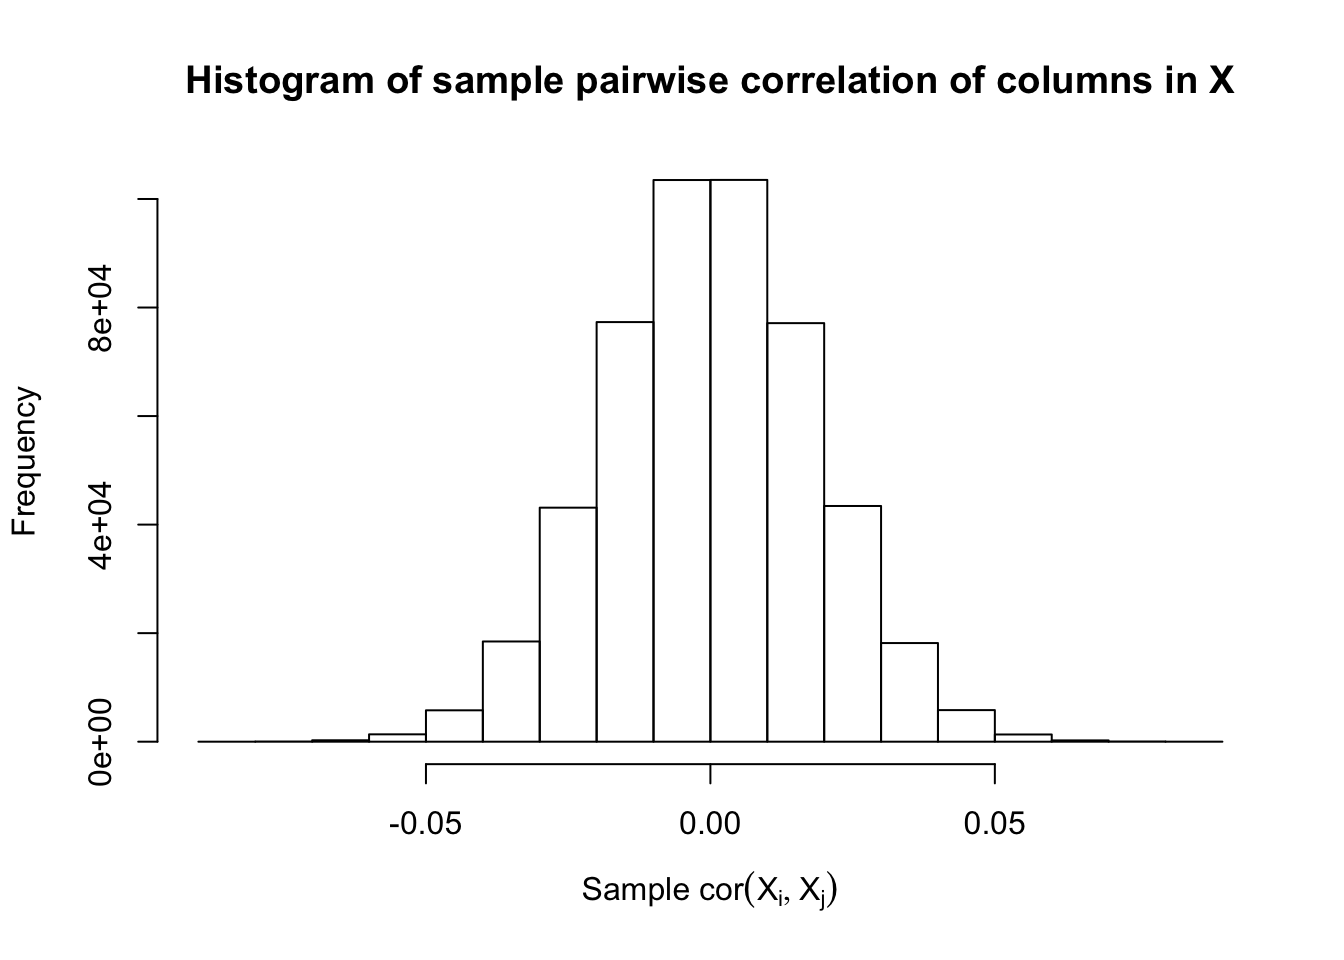 Histogram of sample pairwise correlation of columns in X
Frequency
8e+04
4e+04
0e+00
-0.05 0.00 0.05
Sample cor(Xi, Xj)